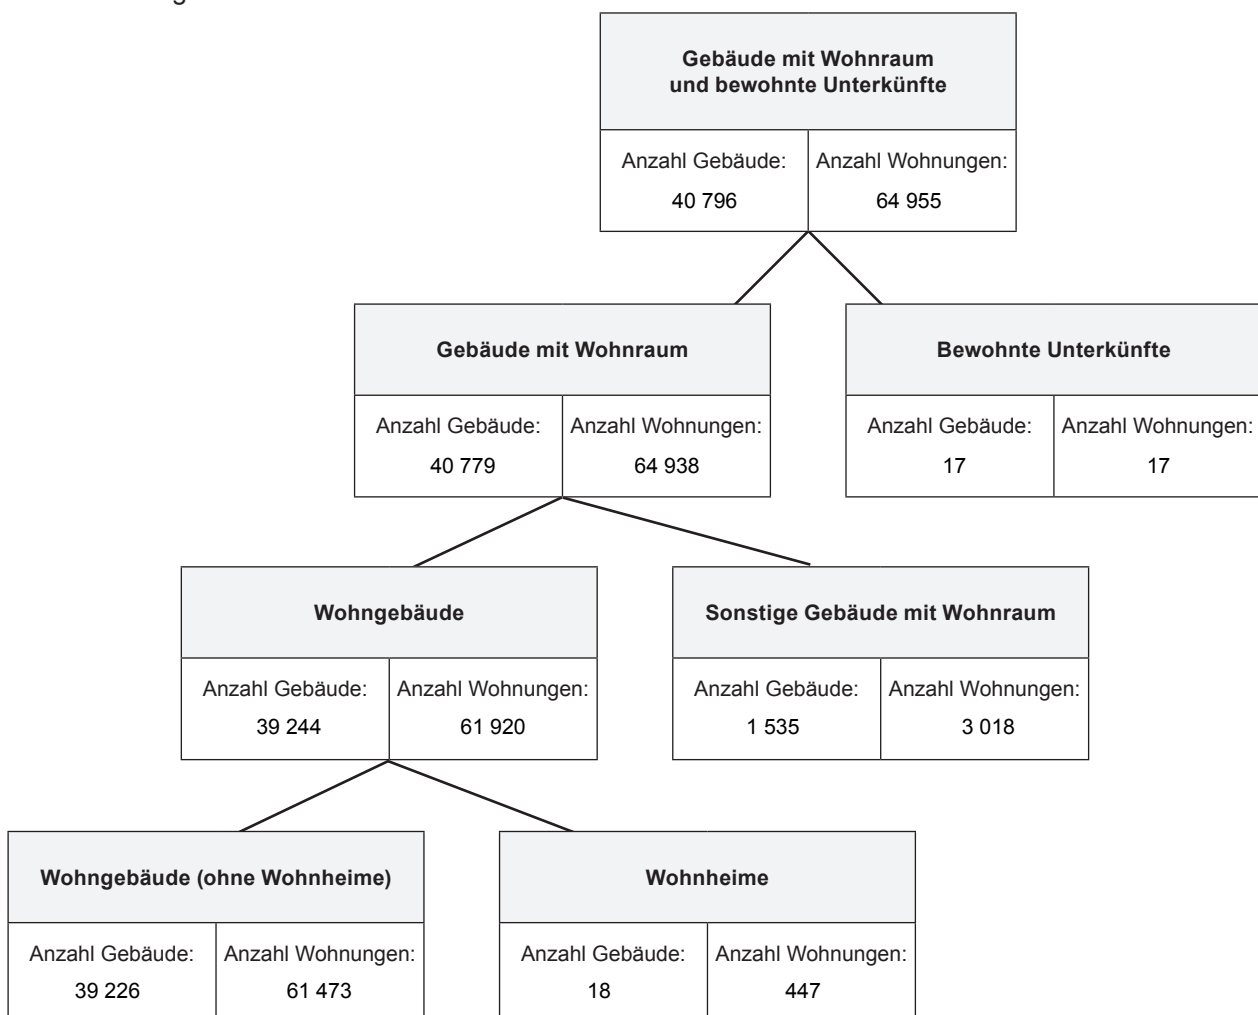 Gebäude mit Wohnraum
und bewohnte Unterkünfte
Anzahl Gebäude: Anzahl Wohnungen:
40 796 64 955
Gebäude mit Wohnraum Bewohnte Unterkünfte
Anzahl Gebäude: Anzahl Wohnungen: Anzahl Gebäude: Anzahl Wohnungen:
40 779 64 938 17 17
Wohngebäude Sonstige Gebäude mit Wohnraum
Anzahl Gebäude: Anzahl Wohnungen: Anzahl Gebäude: Anzahl Wohnungen:
39 244 61 920 1 535 3 018
Wohngebäude (ohne Wohnheime) Wohnheime
Anzahl Gebäude: Anzahl Wohnungen: Anzahl Gebäude: Anzahl Wohnungen:
39 226 61 473 18 447